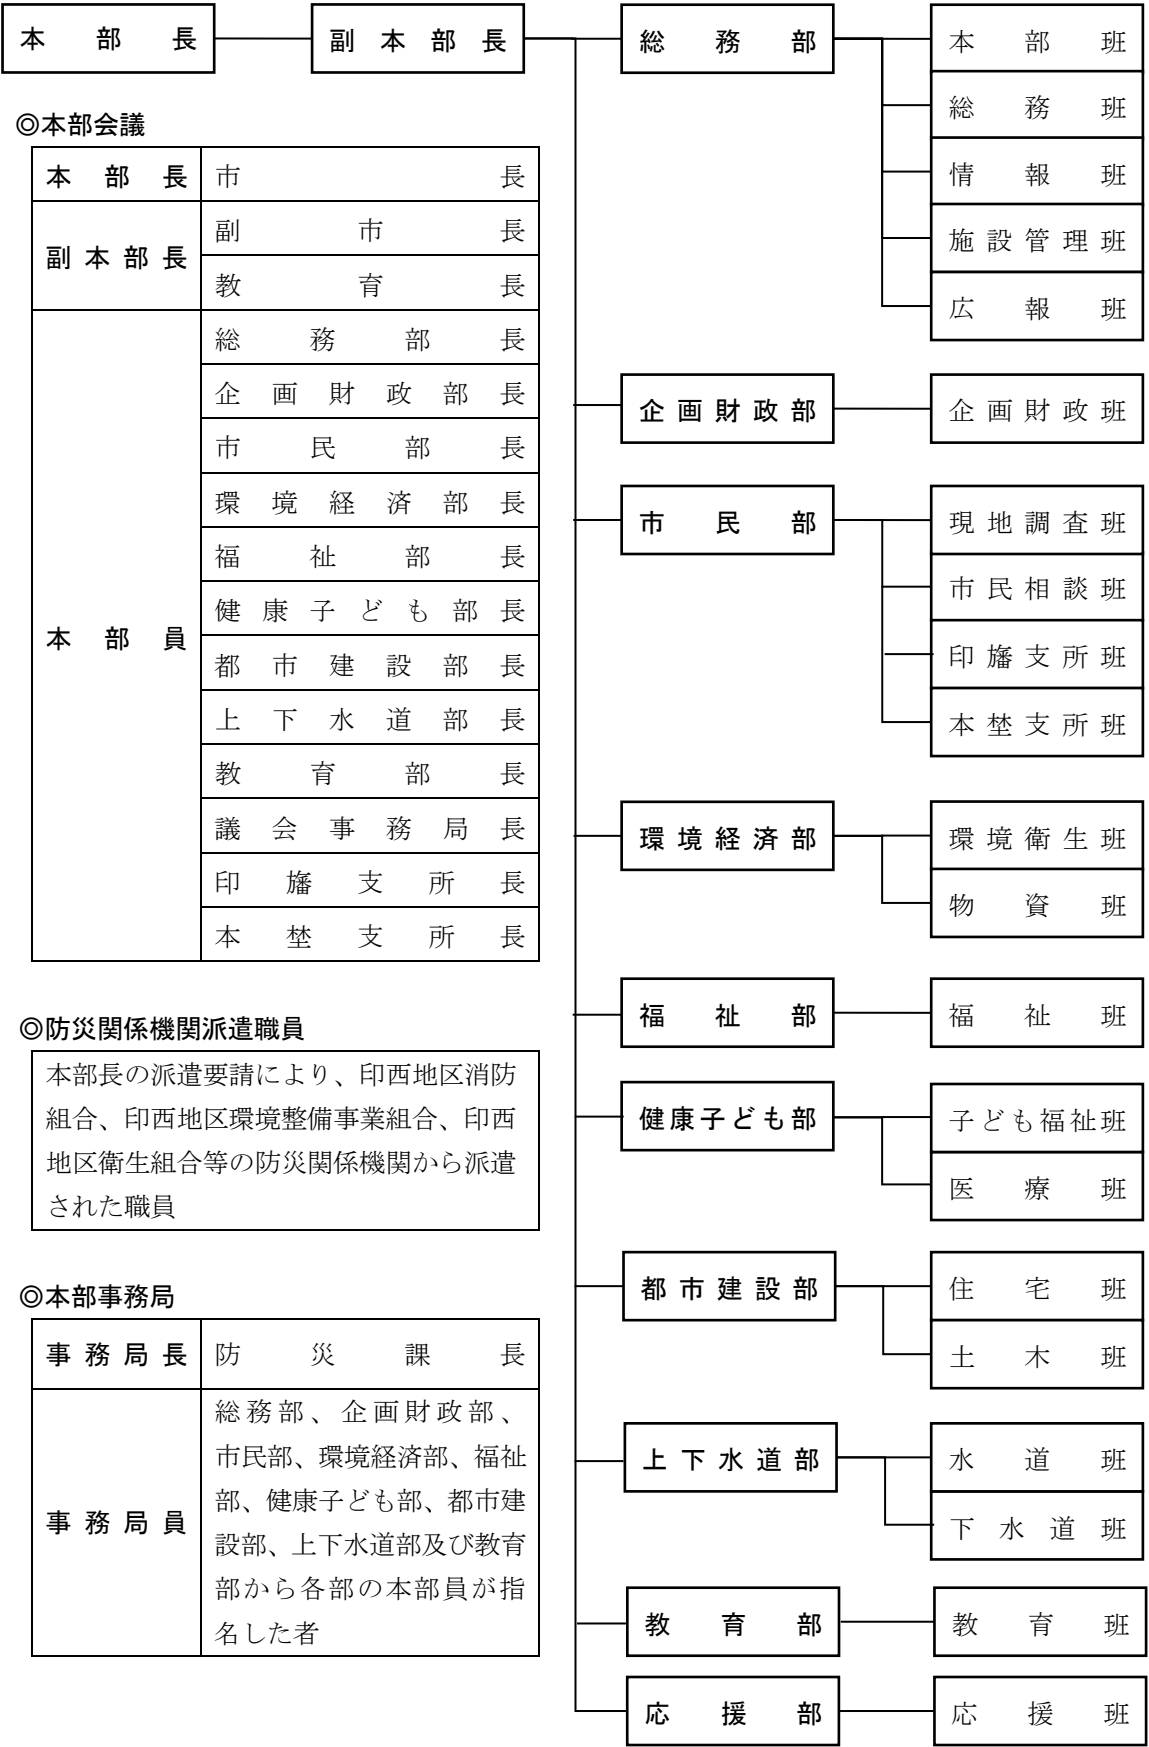 本部長
副本部長
◎本部会議
本部長 市長
副本部長 副市長
教育長
本部員 総務部長
企画財政部長
市民部長
環境経済部長
福祉部長
健康子ども部長
都市建設部長
上下水道部長
教育部長
議会事務局長
印旛支所長
本埜支所長
◎防災関係機関派遣職員
本部長の派遣要請により、印西地区消防
組合、印西地区環境整備事業組合、印西
地区衛生組合等の防災関係機関から派遣
された職員
◎本部事務局
事務局長 防災課長
事務局員 総務部、企画財政部、
市民部、環境経済部、福祉
部、健康子ども部、都市建
設部、上下水道部及び教育
部から各部の本部員が指
名した者
総務部
本部班
総務班
情報班
施設管理班
広報班
企画財政部
企画財政班
市民部
現地調査班
市民相談班
印旛支所班
本埜支所班
環境経済部
環境衛生班
物資班
福祉部
福祉班
健康子ども部
子ども福祉班
医療班
都市建設部
住宅班
土木班
上下水道部
水道班
下水道班
教育部
教育班
応援部
応援班